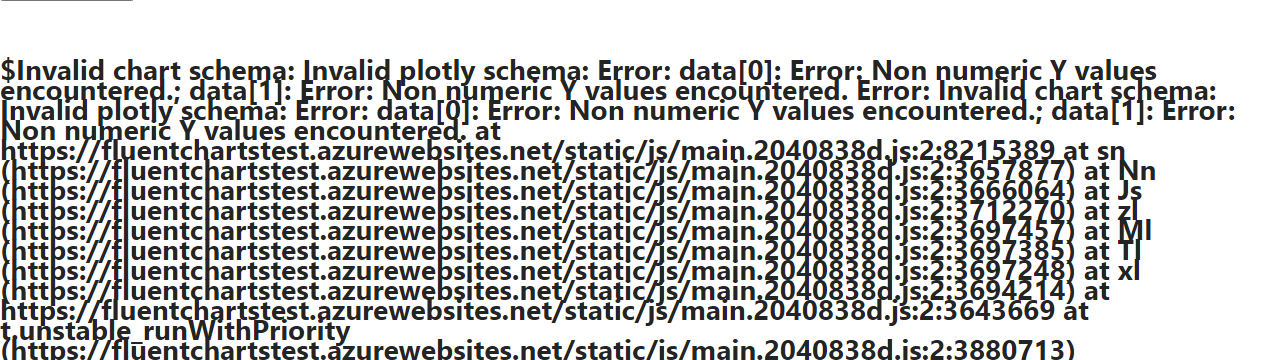 $Invalid chart schema: Invalid plotly schema: Error: data[0]: Error: Non numeric Y values
encountered.; data[1]: Error: Non numeric Y values encountered. Error: Invalid chart schema:
Invalid plotly schema: Error: data[0]: Error: Non numeric Y values encountered.; data[1]: Error:
Non numeric Y values encountered. at
https://fluentchartstest.azurewebsites.net/static/js/main.2040838d.js:2:8215389 at sn
(https://fluentchartstest.azurewebsites.net/static/js/main.2040838d.js:2:3657877) at Nn
(https://fluentchartstest.azurewebsites.net/static/js/main.2040838d.js:2:3666064) at Js
(https://fluentchartstest.azurewebsites.net/static/js/main.2040838d.js:2:3712270) at zl
(https://fluentchartstest.azurewebsites.net/static/js/main.2040838d.js:2:3697457) at Ml
(https://fluentchartstest.azurewebsites.net/static/js/main.2040838d.js:2:3697385) at Tl
(https://fluentchartstest.azurewebsites.net/static/js/main.2040838d.js:2:3697248) at xl
(https://fluentchartstest.azurewebsites.net/static/js/main.2040838d.js:2:3694214) at
https://fluentchartstest.azurewebsites.net/static/js/main.2040838d.js:2:3643669 at
t.unstable_runWithPriority
(https://fluentchartstest.azurewebsites.net/static/js/main.2040838d.js:2:3880713)